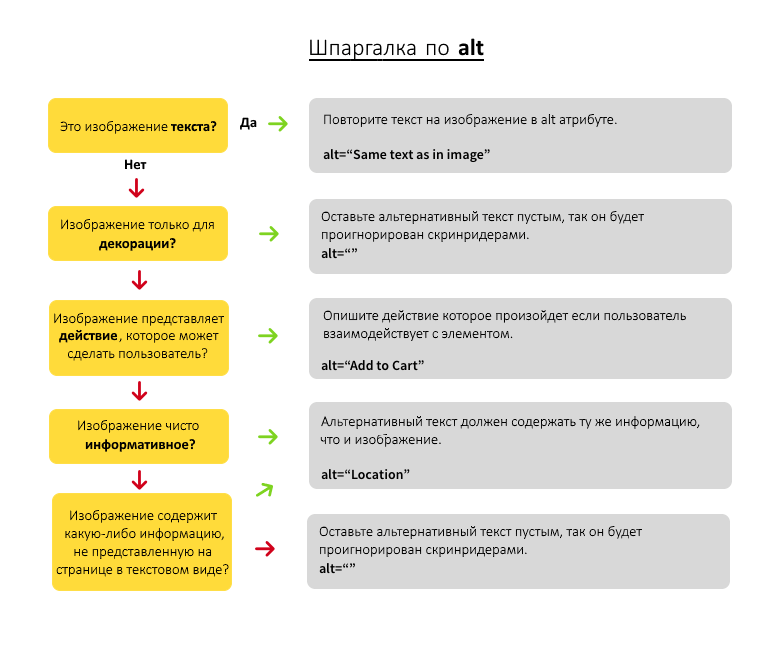 Шпаргалка по alt
Это изображение текста?
Да
Повторите текст на изображение в alt атрибуте.
alt=“Same text as in image”
Нет
Изображение только для
декорации?
Оставьте альтернативный текст пустым, так он будет
проигнорирован скринридерами.
alt=“”
Изображение представляет
действие, которое может
сделать пользователь?
Опишите действие которое произойдет если пользователь
взаимодействует с элементом.
alt=“Add to Cart”
Изображение чисто
информативное?
Альтернативный текст должен содержать ту же информацию,
что и изображение.
alt=“Location”
Изображение содержит
какую-либо информацию,
не представленную на
странице в текстовом виде?
Оставьте альтернативный текст пустым, так он будет
проигнорирован скринридерами.
alt=“”